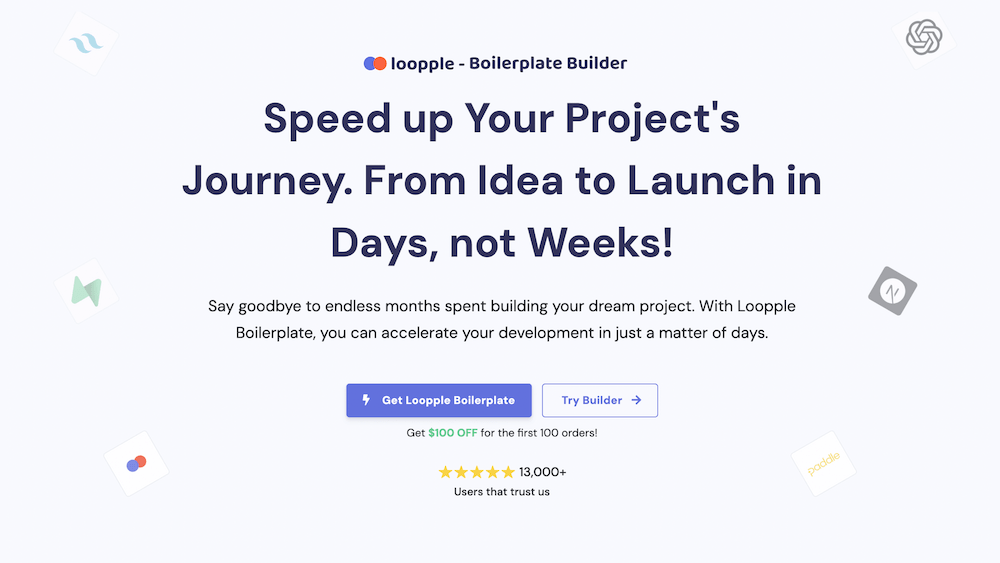 loopple - Boilerplate Builder
Speed up Your Project's
Journey. From Idea to Launch in
Days, not Weeks!
Say goodbye to endless months spent building your dream project. With Loopple
Boilerplate, you can accelerate your development in just a matter of days.
Get Loopple Boilerplate
Try Builder
Get $100 OFF for the first 100 orders!
paddle
13,000+
Users that trust us